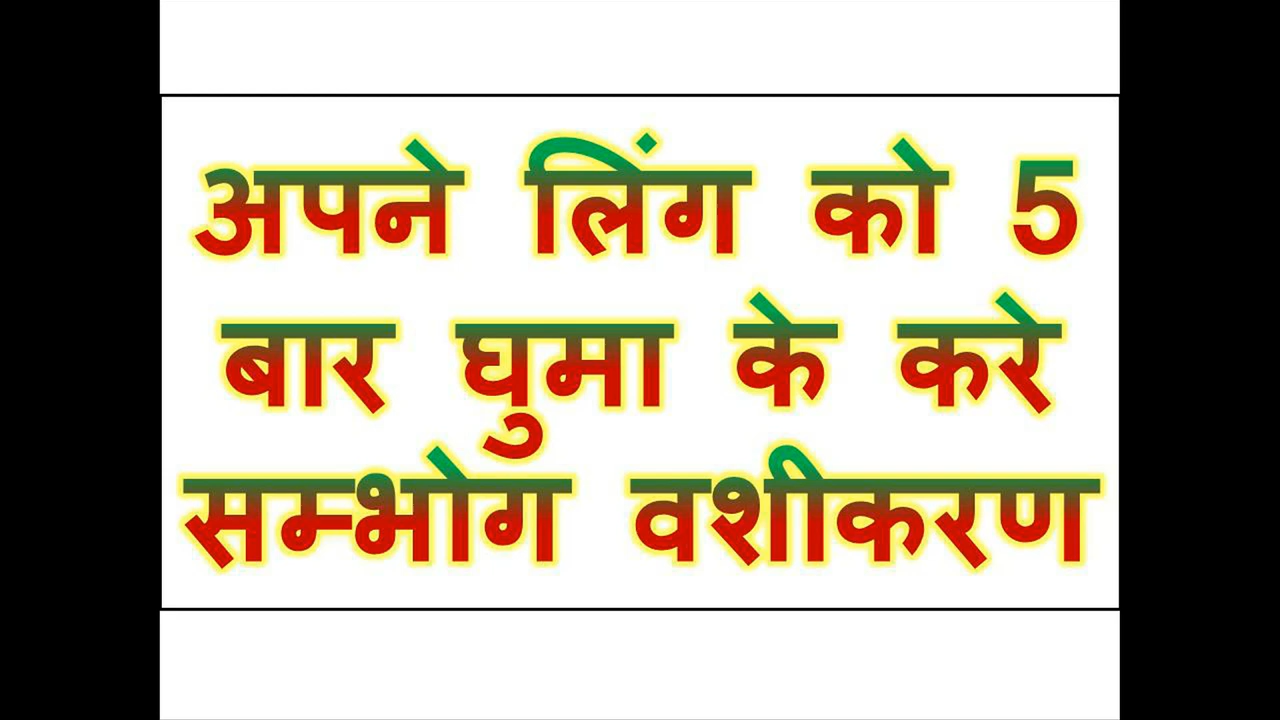 अपने लिंग को 5
बार घुमा के करे
सम्भोग वशीकरण